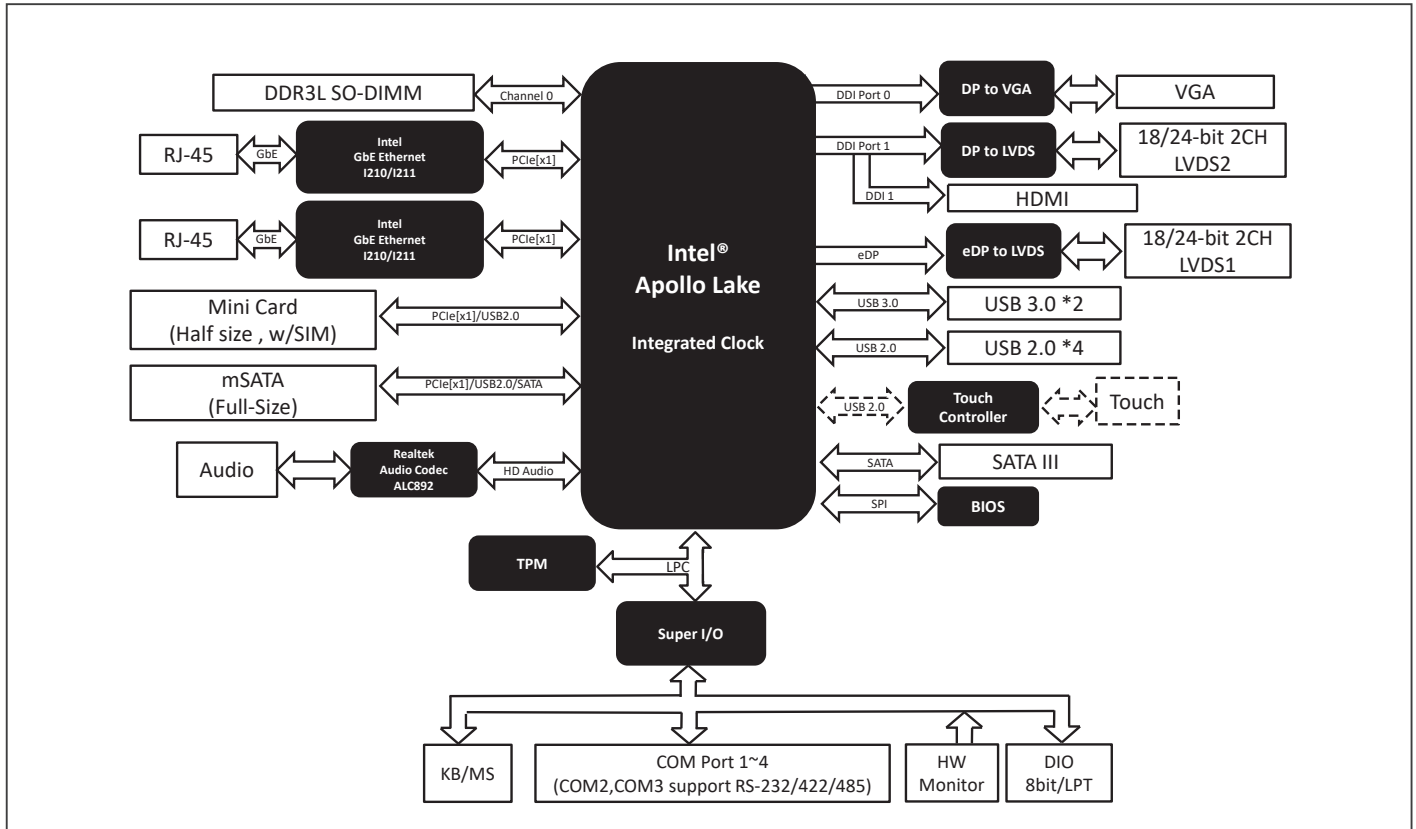 DDR3L SO-DIMM
Channel 0
RJ-45
GbE
Intel
GbE Ethernet
I210/I211
PCIe[x1]
RJ-45
GbE
Intel
GbE Ethernet
I210/I211
PCIe[x1]
Mini Card
(Half size , w/SIM)
PCIe[x1]/USB2.0
mSATA
(Full-Size)
PCIe[x1]/USB2.0/SATA
Audio
Realtek
Audio Codec
ALC892
HD Audio
Intel®
Apollo Lake
Integrated Clock
DDI Port 0
DP to VGA
VGA
DDI Port 1
DP to LVDS
18/24-bit 2CH
LVDS2
DDI 1
HDMI
eDP
eDP to LVDS
18/24-bit 2CH
LVDS1
USB 3.0
USB 3.0 *2
USB 2.0
USB 2.0 *4
USB 2.0
Touch
Controller
Touch
SATA
SATA III
SPI
BIOS
TPM
LPC
Super I/O
KB/MS
COM Port 1~4
(COM2,COM3 support RS-232/422/485)
HW
Monitor
DIO
8bit/LPT